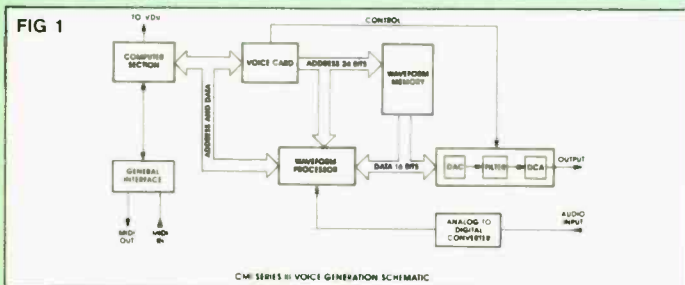 FIG 1
TO VDU
CONTROL
COMPUTER
SECTION
VOICE CARD
ADDRESS 24 BITS
WAVEFORM
MEMORY
ADDRESS AND DATA
WAVEFORM
PROCESSOR
DATA 16 BITS
DAC
FILTER
OUTPUT
GENERAL
INTERFACE
MIDI
OUT
MIDI
IN
ANALOG TO
DIGITAL
CONVERTER
AUDIO
INPUT
CMI SERIES III VOICE GENERATION SCHEMATIC